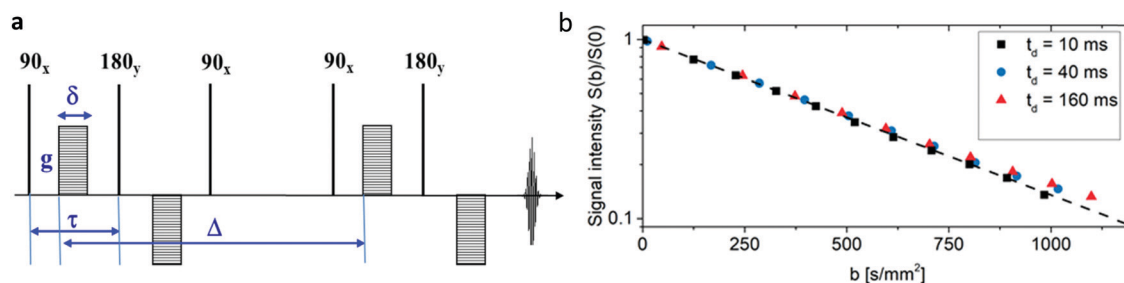 a
90x 180y 90x 90x 180y
δ
g
τ
Δ
b
Signal intensity S(b)/S(0)
1
0.1
t_d = 10 ms
t_d = 40 ms
t_d = 160 ms
0 250 500 750 1000
b [s/mm²]